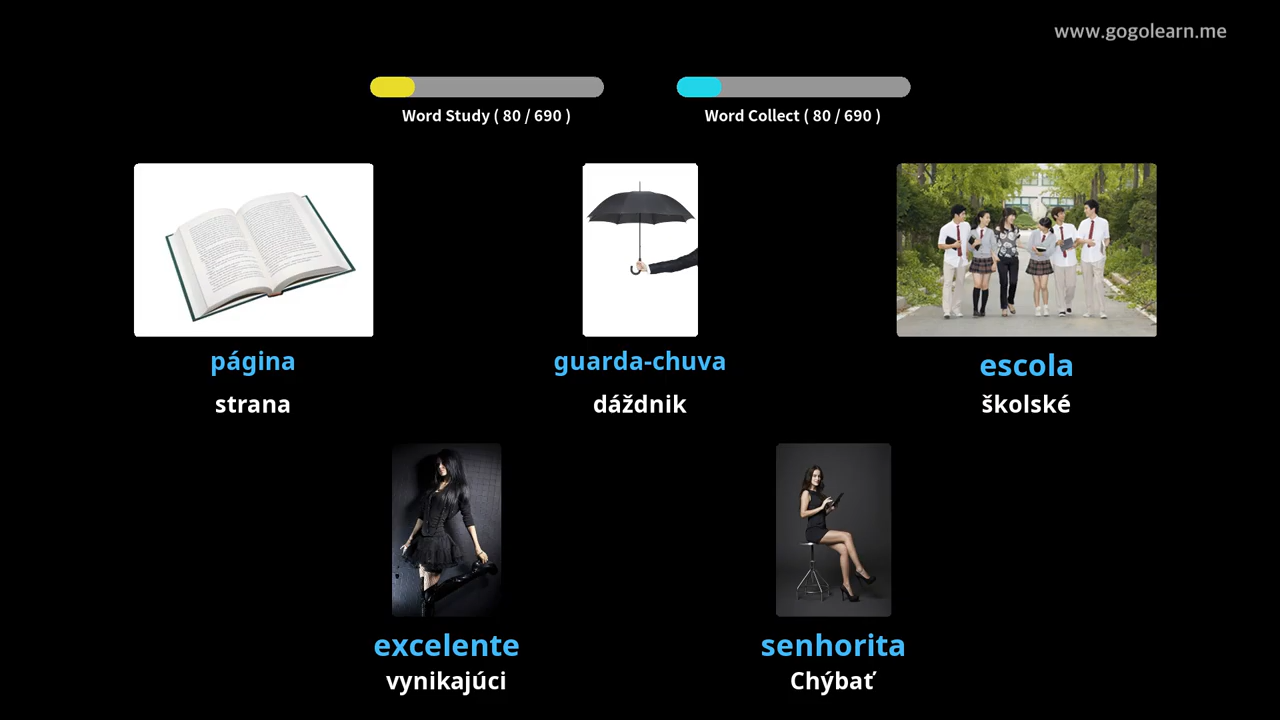 www.gogolearn.me
Word Study ( 80 / 690 )
Word Collect ( 80 / 690 )
página
strana
guarda-chuva
dáždnik
escola
školské
excelente
vynikajúci
senhorita
Chýbať